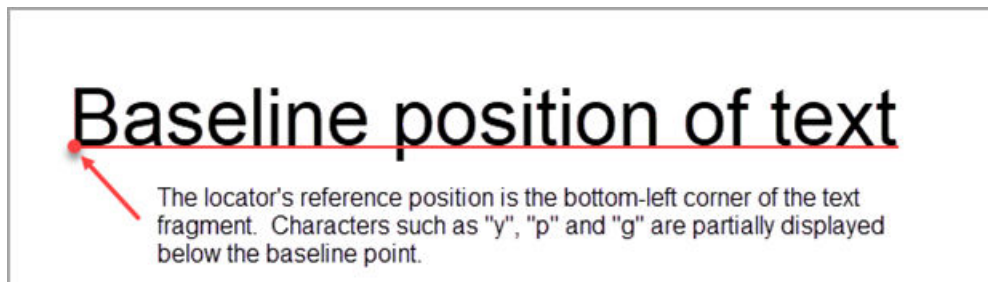 Baseline position of text
The locator's reference position is the bottom-left corner of the text
fragment.  Characters such as "y", "p" and "g" are partially displayed
below the baseline point.